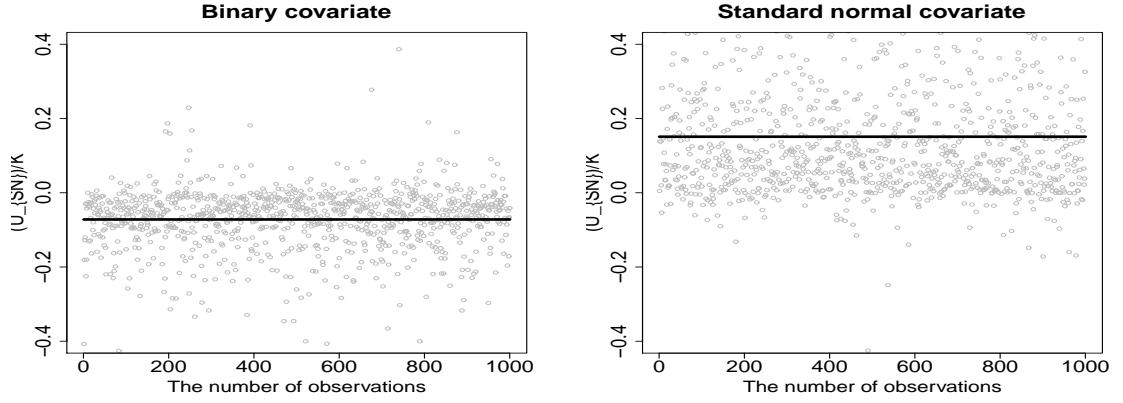 Binary covariate
(U_{SN})/K
0.4
0.2
0.0
−0.2
−0.4
0 200 400 600 800 1000
The number of observations
Standard normal covariate
(U_{SN})/K
0.4
0.2
0.0
−0.2
−0.4
0 200 400 600 800 1000
The number of observations